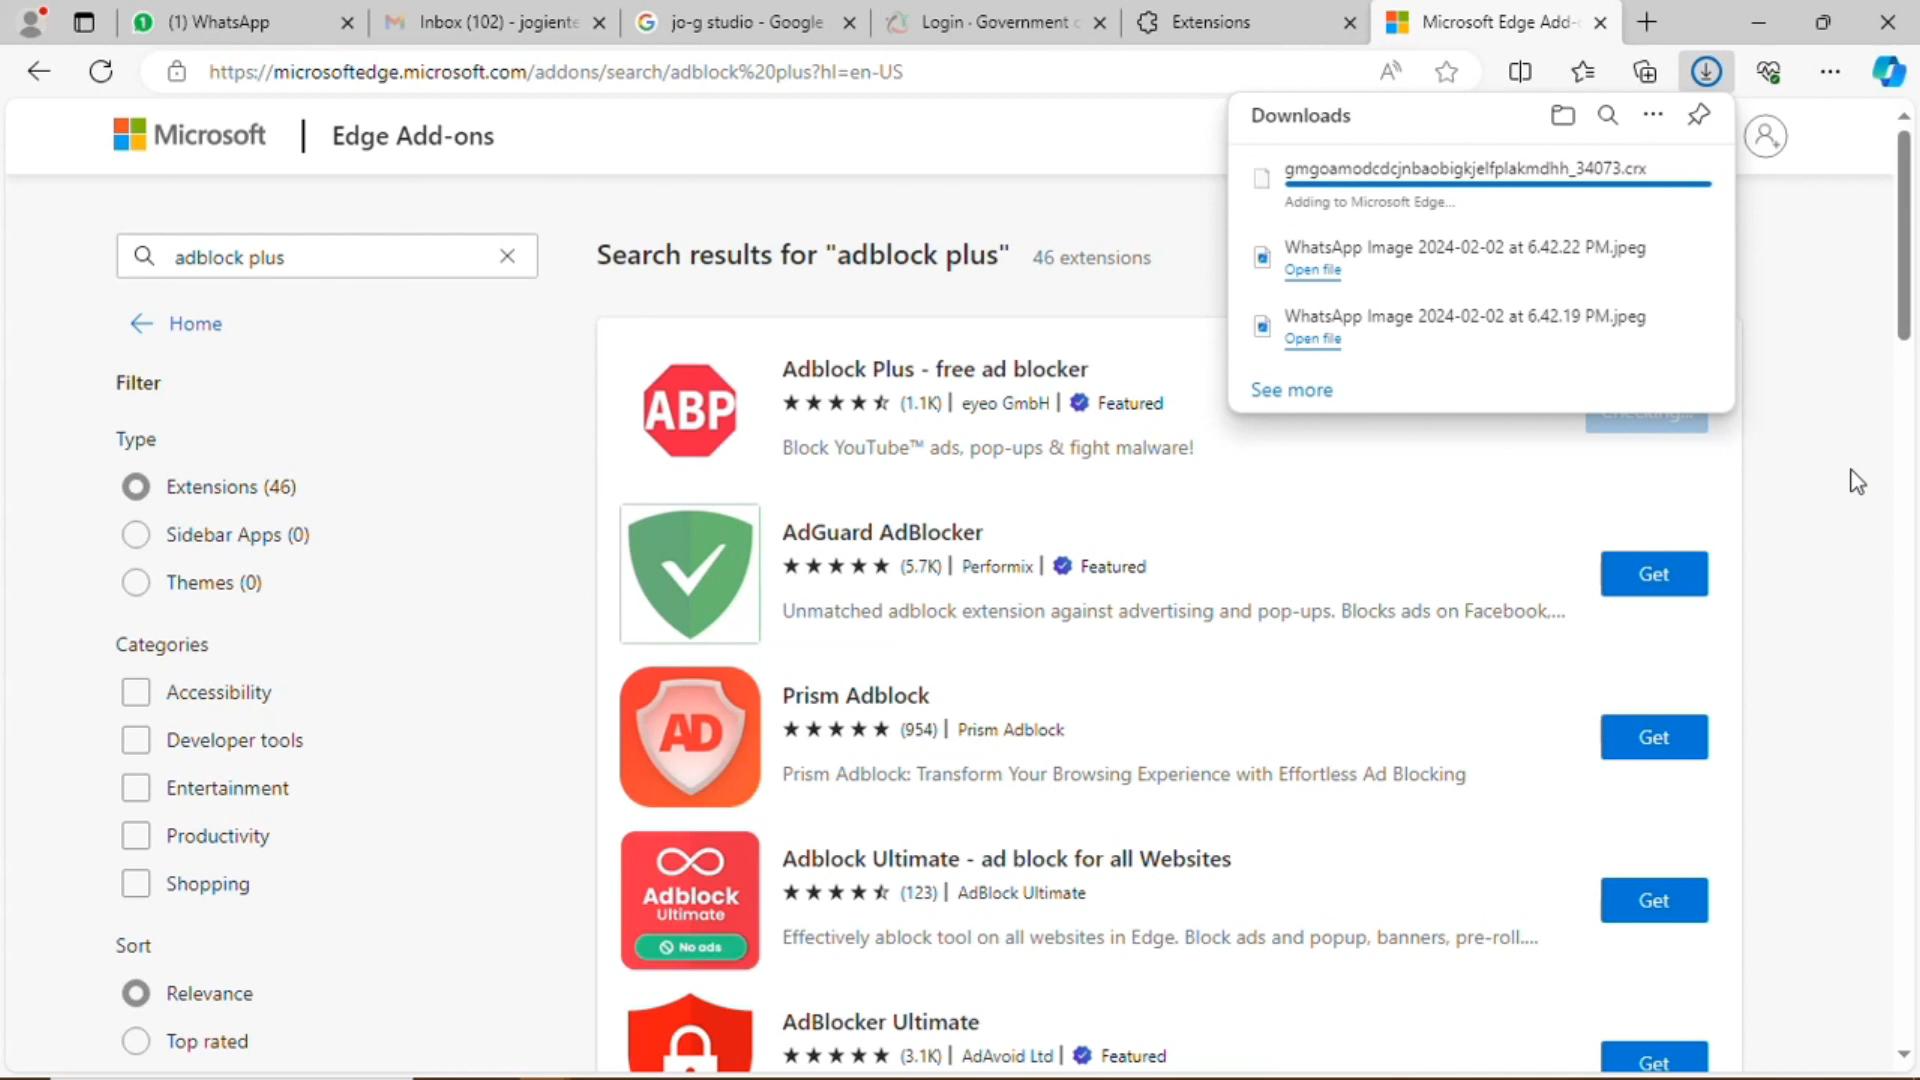 (1) WhatsApp
Inbox (102) - jogiente
jo-g studio - Google
Login · Government c
Extensions
Microsoft Edge Add-
https://microsoftedge.microsoft.com/addons/search/adblock%20plus?hl=en-US
Microsoft | Edge Add-ons
Downloads
gmgoamodcdcjnbaobigkjelfplakmdhh_34073.crx
Adding to Microsoft Edge...
WhatsApp Image 2024-02-02 at 6.42.22 PM.jpeg
Open file
WhatsApp Image 2024-02-02 at 6.42.19 PM.jpeg
Open file
See more
adblock plus
Home
Filter
Type
Extensions (46)
Sidebar Apps (0)
Themes (0)
Categories
Accessibility
Developer tools
Entertainment
Productivity
Shopping
Sort
Relevance
Top rated
Search results for "adblock plus" 46 extensions
ABP
Adblock Plus - free ad blocker
(1.1K) | eyeo GmbH | Featured
Block YouTube™ ads, pop-ups & fight malware!
Checking...
AdGuard AdBlocker
(5.7K) | Performix | Featured
Unmatched adblock extension against advertising and pop-ups. Blocks ads on Facebook,...
Get
AD
Prism Adblock
(954) | Prism Adblock
Prism Adblock: Transform Your Browsing Experience with Effortless Ad Blocking
Get
Adblock
Ultimate
No ads
Adblock Ultimate - ad block for all Websites
(123) | AdBlock Ultimate
Effectively ablock tool on all websites in Edge. Block ads and popup, banners, pre-roll....
Get
AdBlocker Ultimate
(3.1K) | AdAvoid Ltd | Featured
Get